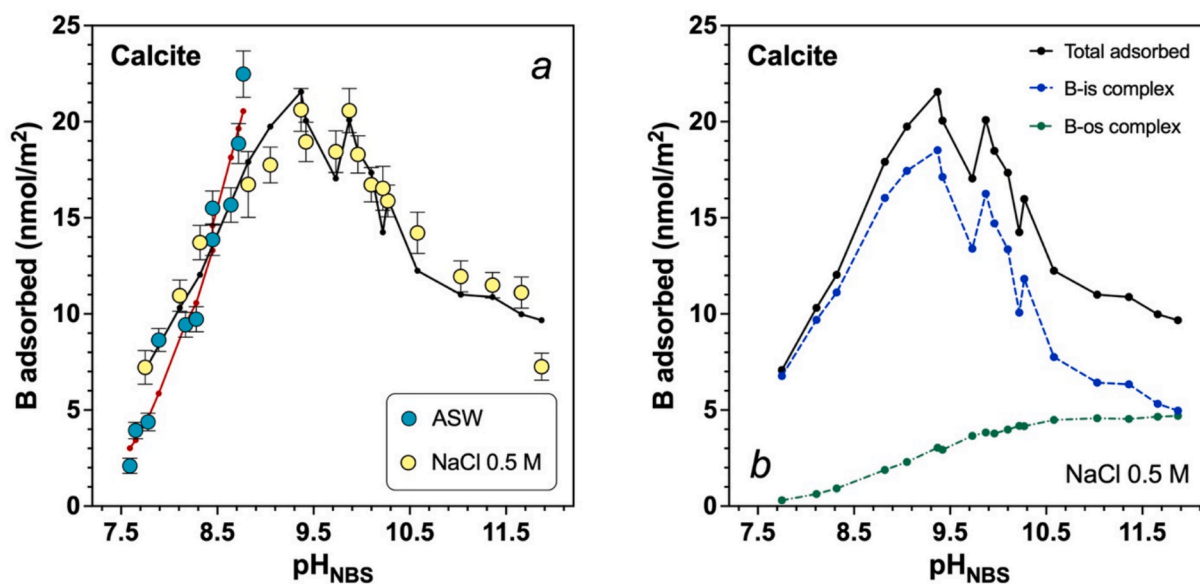 Calcite
a
B adsorbed (nmol/m²)
25
20
15
10
5
0
ASW
NaCl 0.5 M
7.5 8.5 9.5 10.5 11.5
pH_NBS
Calcite
Total adsorbed
B-is complex
B-os complex
B adsorbed (nmol/m²)
25
20
15
10
5
0
b
NaCl 0.5 M
7.5 8.5 9.5 10.5 11.5
pH_NBS